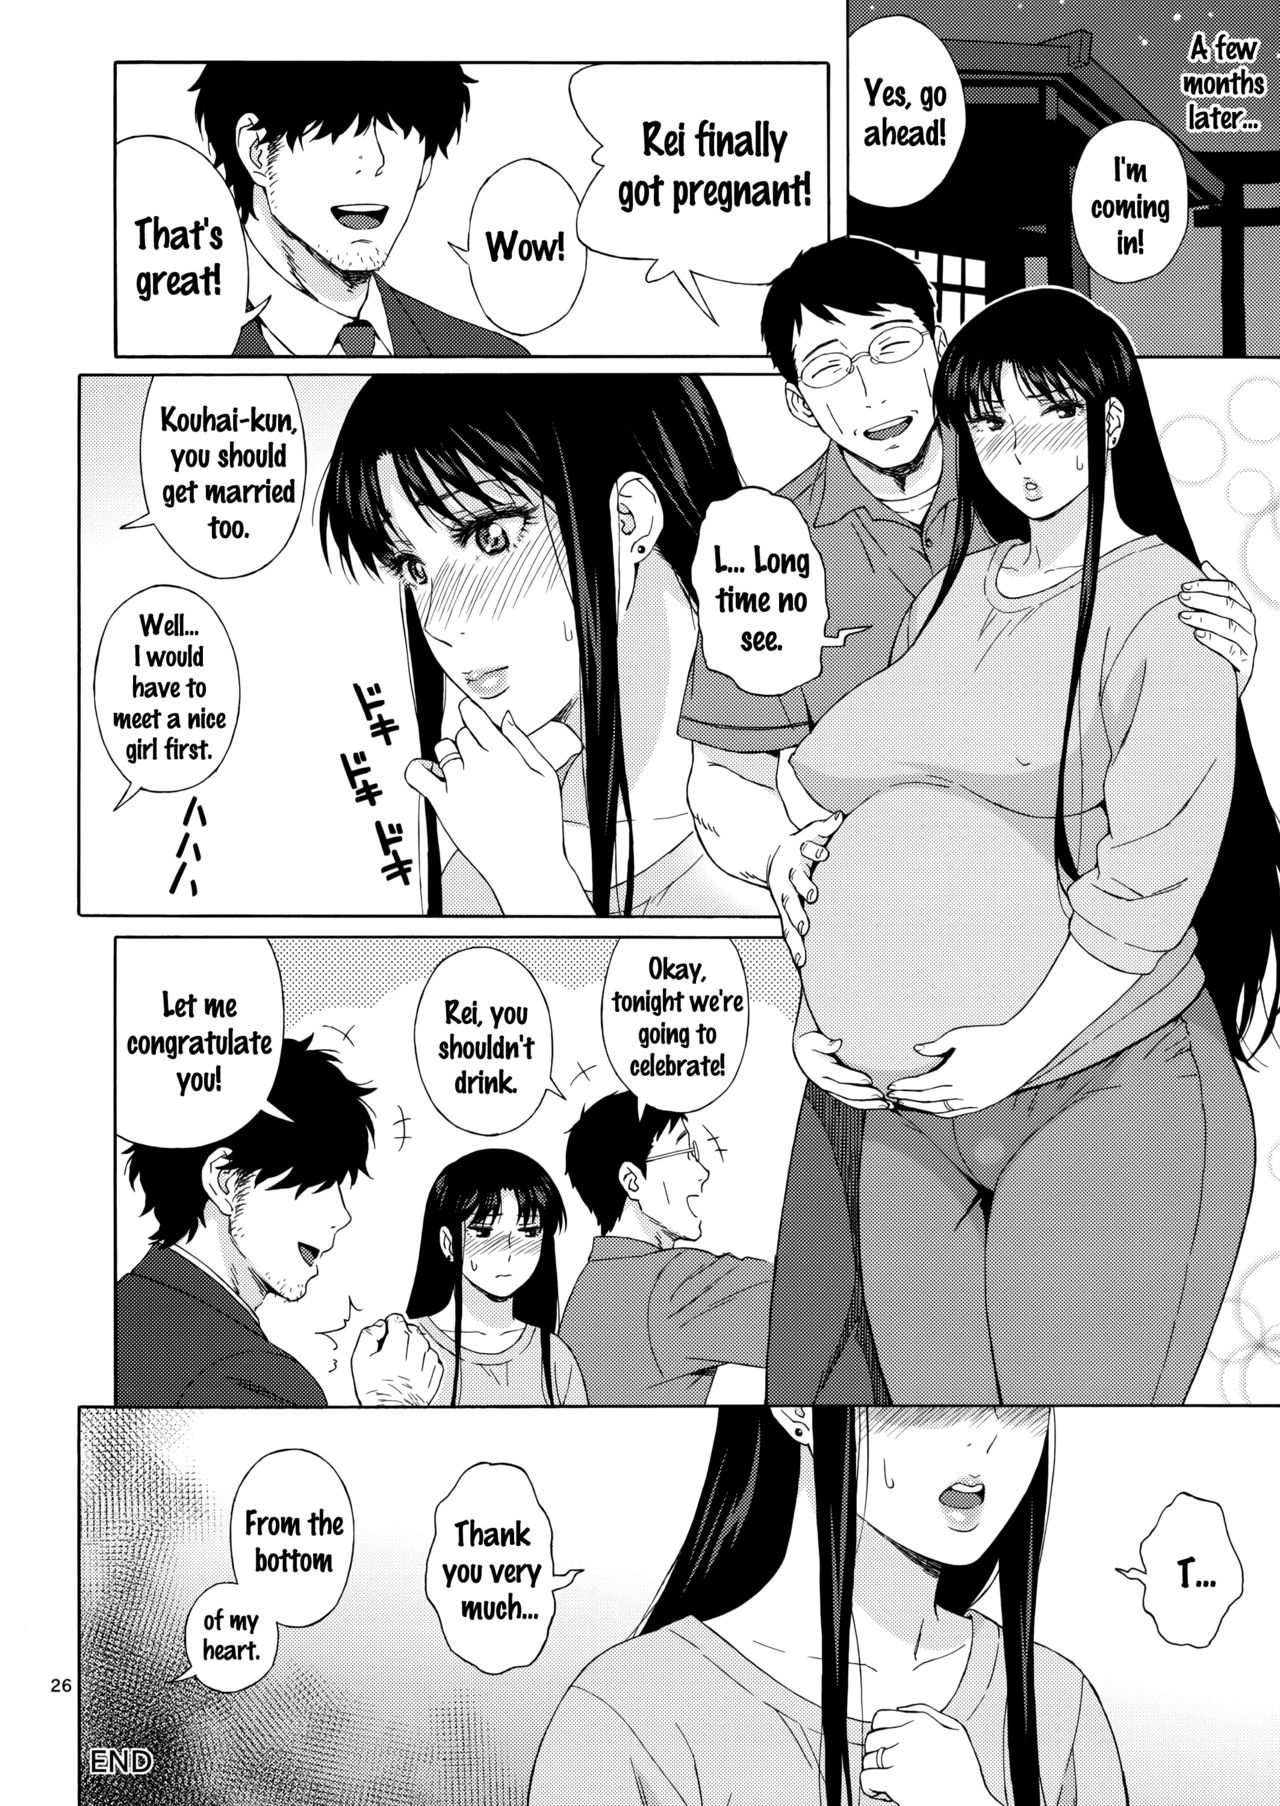 A few
months
later...
I'm
coming
in!
Yes, go
ahead!
Rei finally
got pregnant!
Wow!
That's
great!
L... Long
time no
see.
ドキ
ドキ
ドキ
Kouhai-kun,
you should
get married
too.
Well...
I would
have to
meet a nice
girl first.
ハハハ
Okay,
tonight we're
going to
celebrate!
Rei, you
shouldn't
drink.
Let me
congratulate
you!
T...
Thank
you very
much...
From the
bottom
of my
heart.
26
END